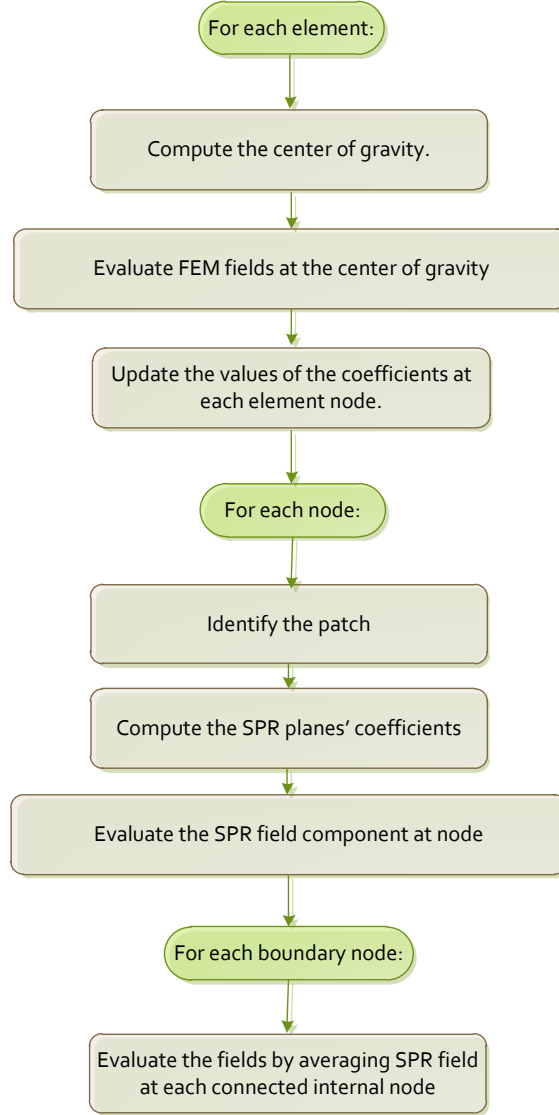 For each element:
Compute the center of gravity.
Evaluate FEM fields at the center of gravity
Update the values of the coefficients at
each element node.
For each node:
Identify the patch
Compute the SPR planes’ coefficients
Evaluate the SPR field component at node
For each boundary node:
Evaluate the fields by averaging SPR field
at each connected internal node